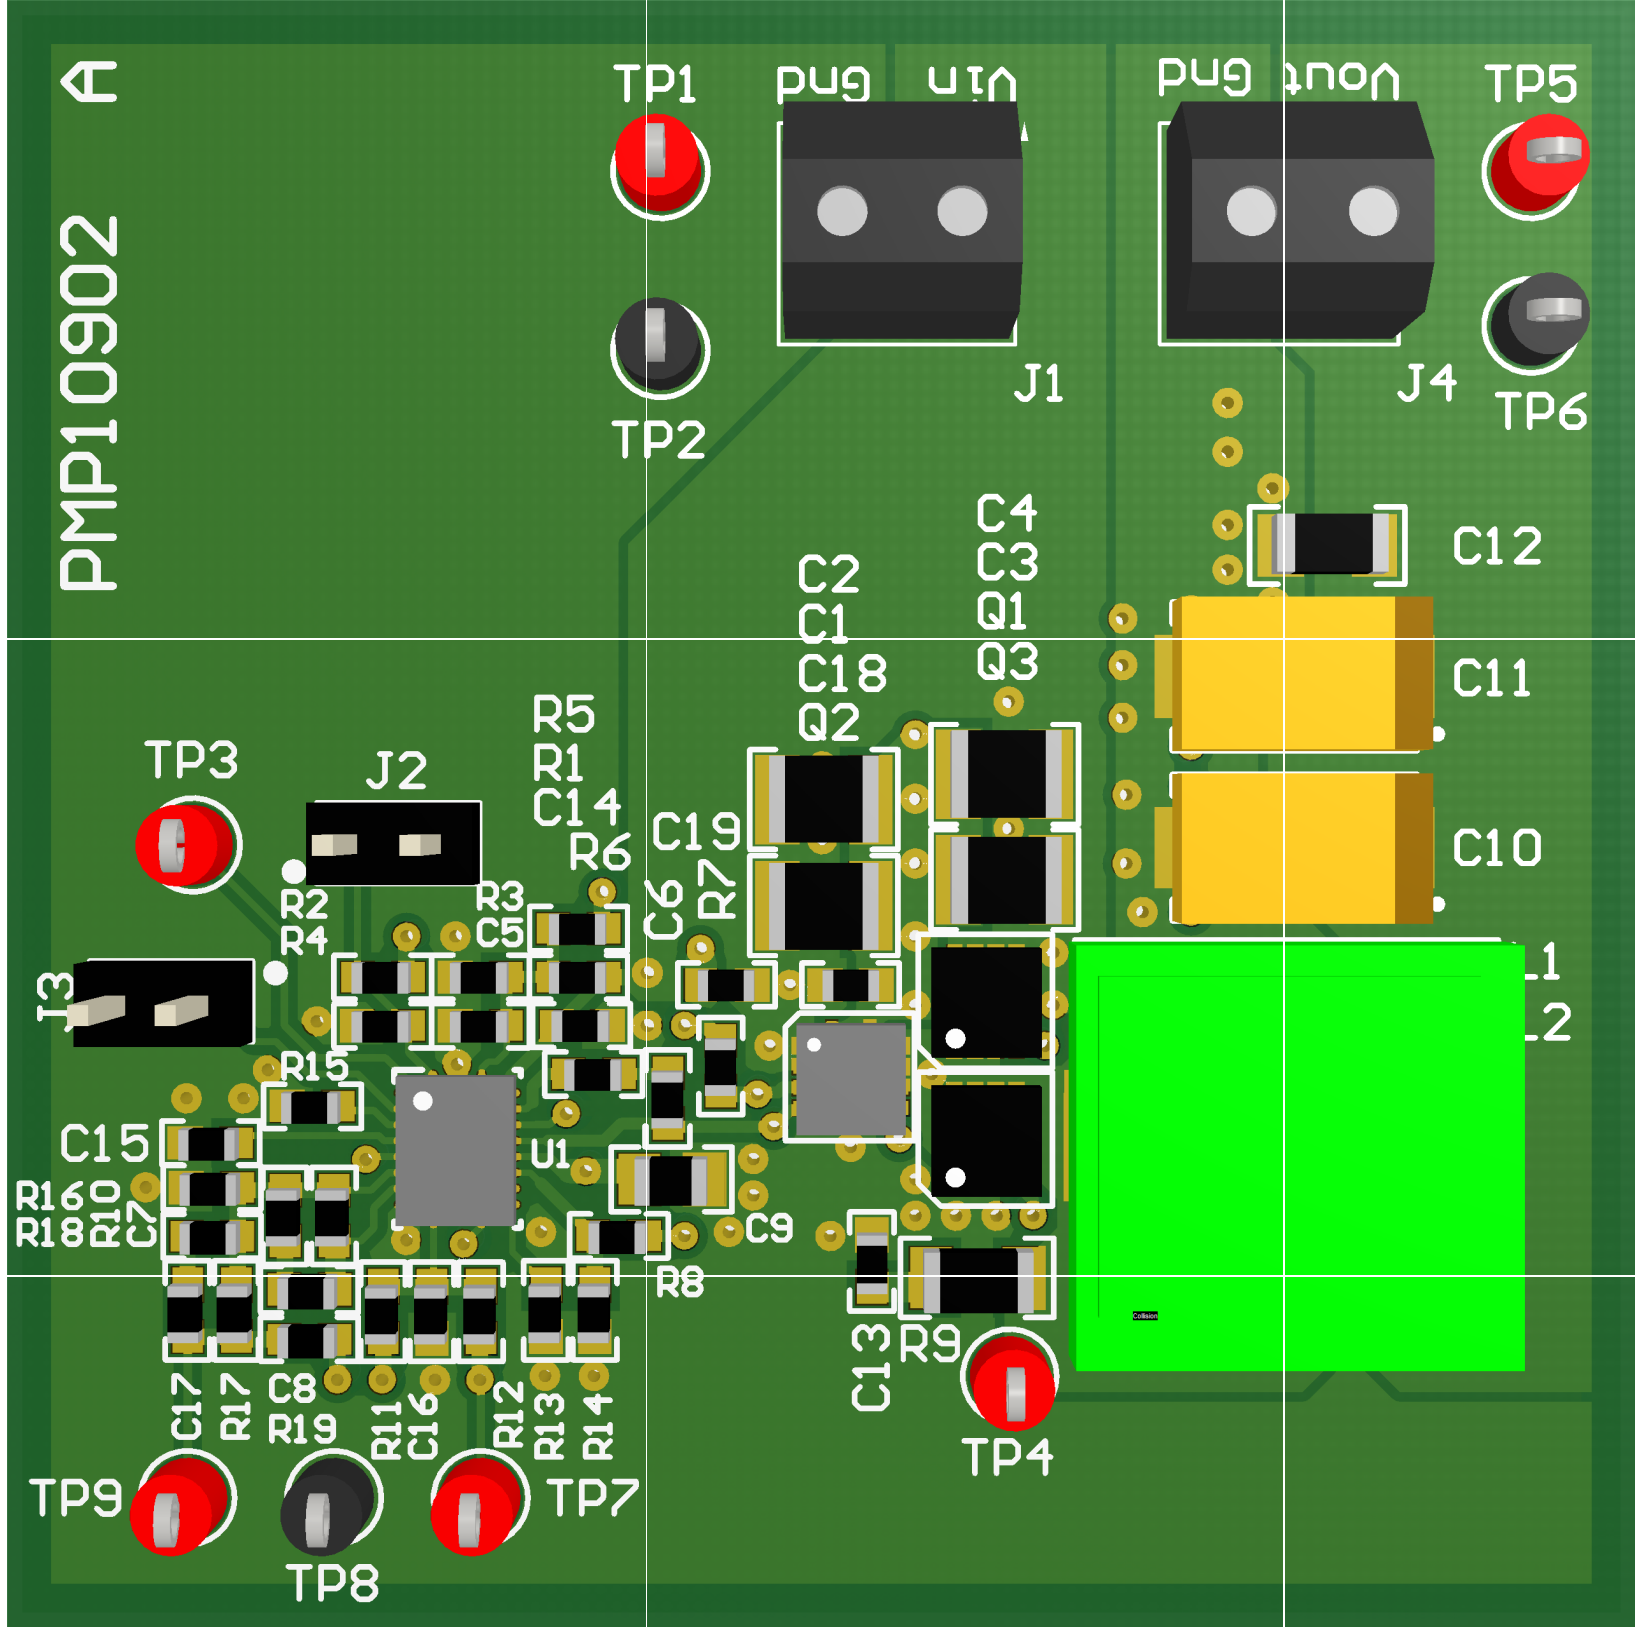 A
PMP10902
TP1
Gnd
Vin
Gnd
Vout
TP5
TP2
J1
J4
TP6
C4
C3
Q1
Q3
C2
C1
C18
Q2
C12
C11
C10
R5
R1
C14
R6
C19
C6
R7
TP3
J2
R2
R4
R3
C5
J3
R15
C15
U1
R16
R18
R10
C7
C9
R8
L1
L2
Collision
C13
R9
TP4
C17
R17
C8
R19
R11
C16
R12
R13
R14
TP9
TP8
TP7